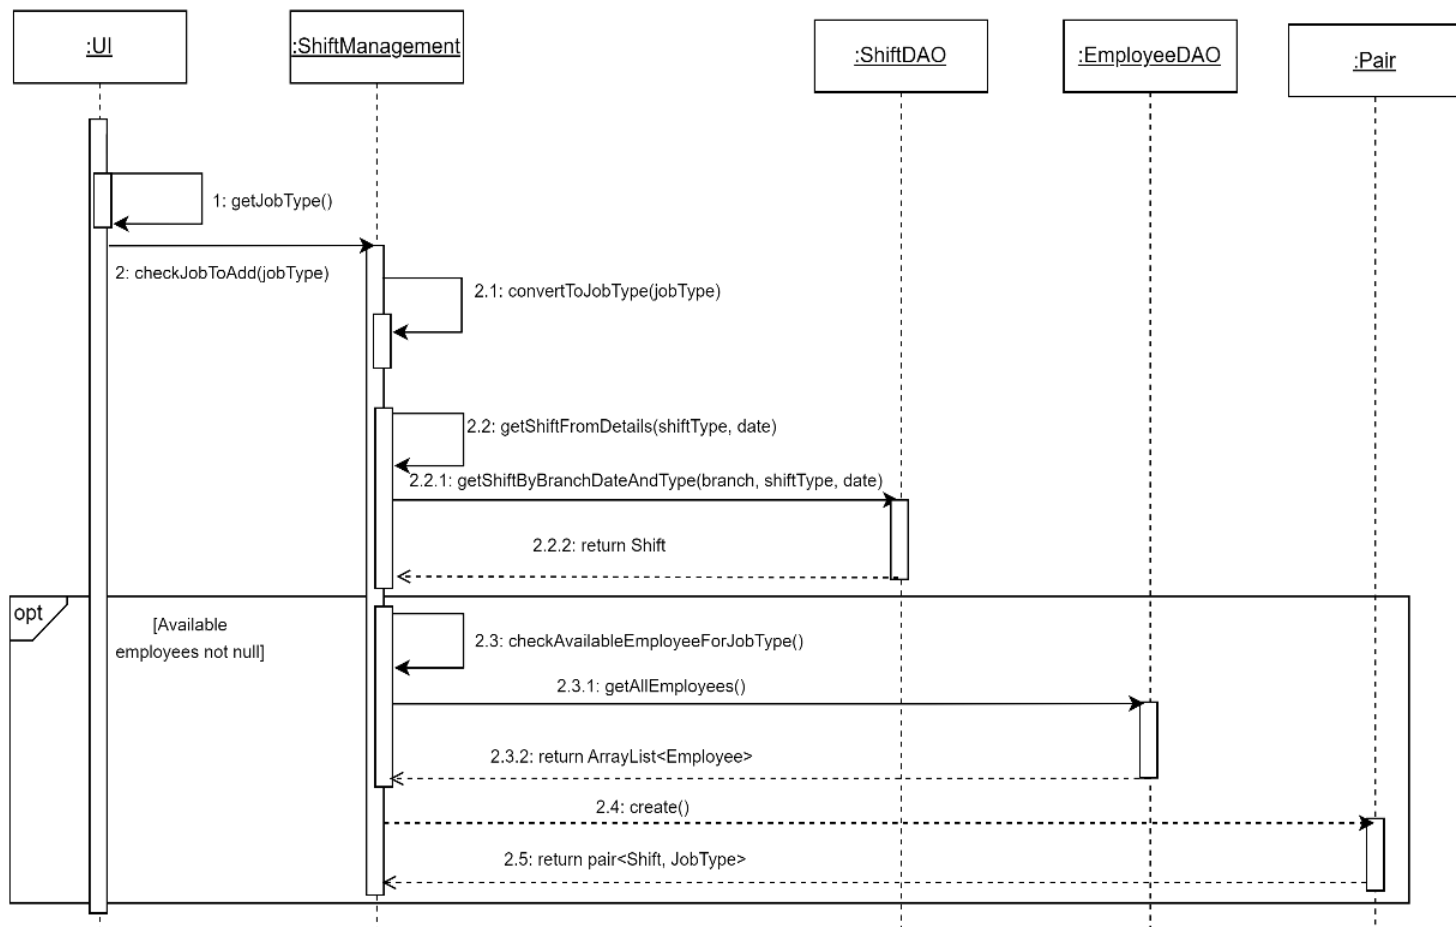 :UI
:ShiftManagement
:ShiftDAO
:EmployeeDAO
:Pair
1: getJobType()
2: checkJobToAdd(jobType)
2.1: convertToJobType(jobType)
2.2: getShiftFromDetails(shiftType, date)
2.2.1: getShiftByBranchDateAndType(branch, shiftType, date)
2.2.2: return Shift
opt
[Available
employees not null]
2.3: checkAvailableEmployeeForJobType()
2.3.1: getAllEmployees()
2.3.2: return ArrayList<Employee>
2.4: create()
2.5: return pair<Shift, JobType>